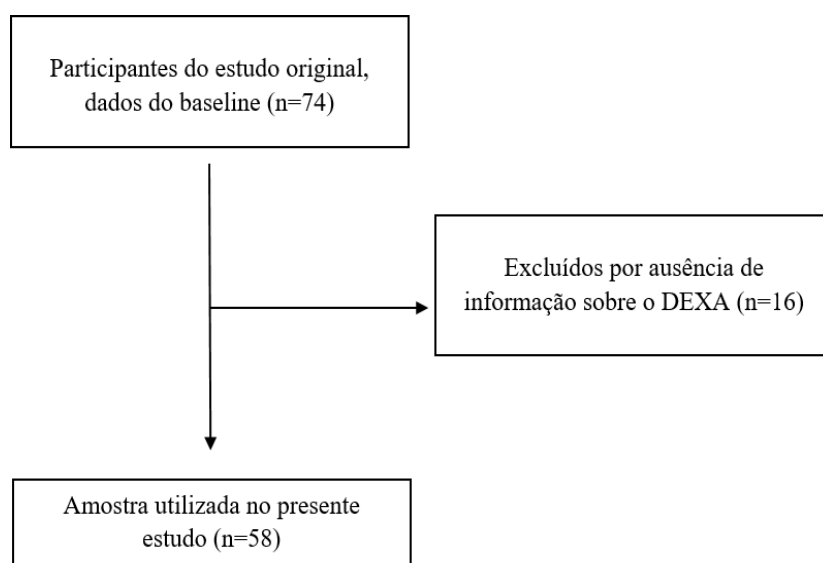 Participantes do estudo original,
dados do baseline (n=74)
Excluídos por ausência de
informação sobre o DEXA (n=16)
Amostra utilizada no presente
estudo (n=58)